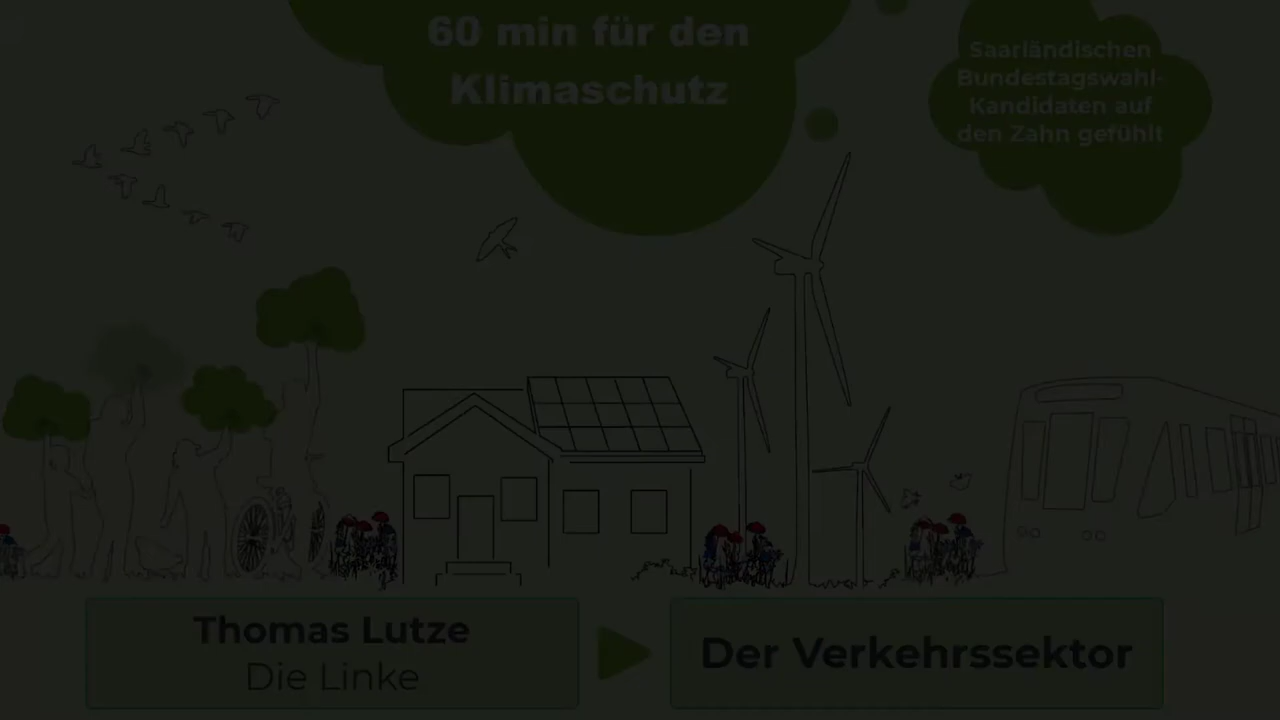 60 min für den
Klimaschutz
Saarländischen
Bundestagswahl-
Kandidaten auf
den Zahn gefühlt
Thomas Lutze
Die Linke
Der Verkehrssektor